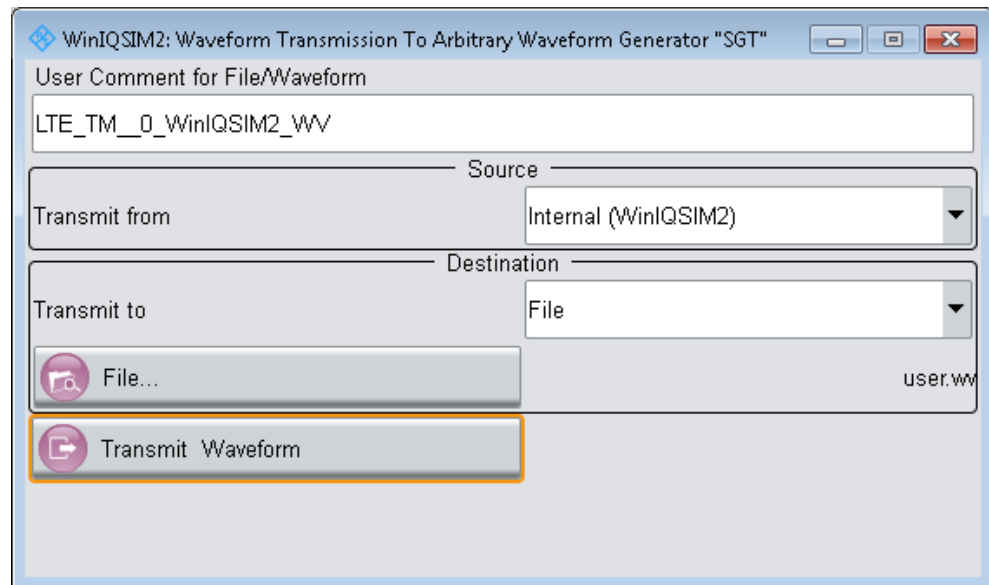 WinIQSIM2: Waveform Transmission To Arbitrary Waveform Generator "SGT"
User Comment for File/Waveform
LTE_TM__0_WinIQSIM2_WV
Source
Transmit from Internal (WinIQSIM2)
Destination
Transmit to File
File... user.wv
Transmit Waveform